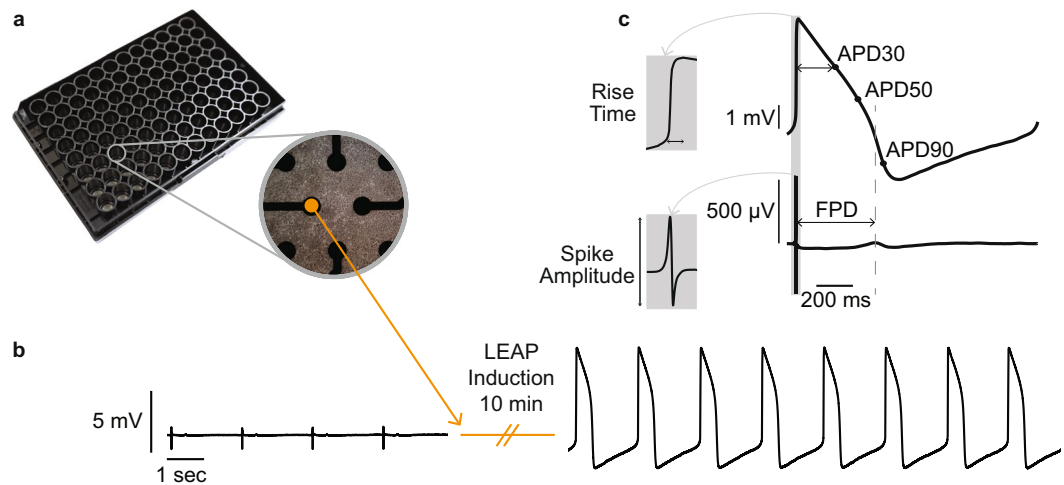 a
c
Rise
Time
1 mV
APD30
APD50
APD90
500 µV
FPD
Spike
Amplitude
200 ms
b
5 mV
1 sec
LEAP
Induction
10 min